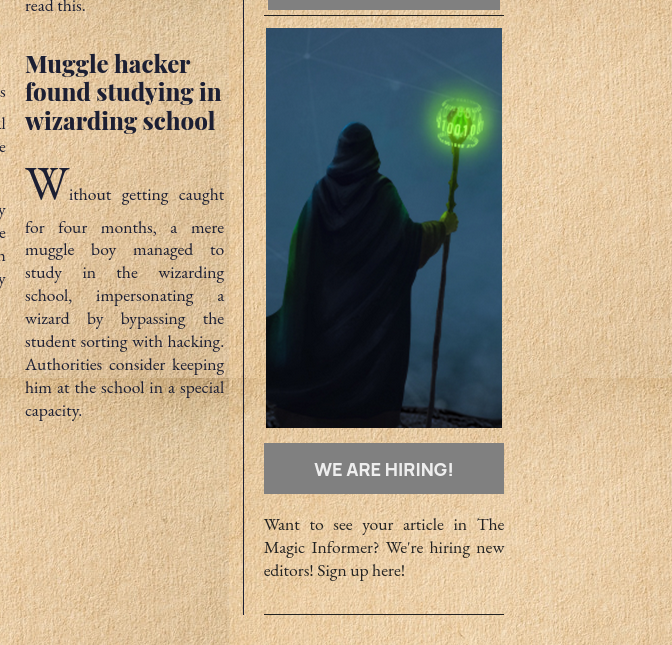 read this.
Muggle hacker
found studying in
wizarding school
Without getting caught
for four months, a mere
muggle boy managed to
study in the wizarding
school, impersonating a
wizard by bypassing the
student sorting with hacking.
Authorities consider keeping
him at the school in a special
capacity.
10010
WE ARE HIRING!
Want to see your article in The
Magic Informer? We're hiring new
editors! Sign up here!